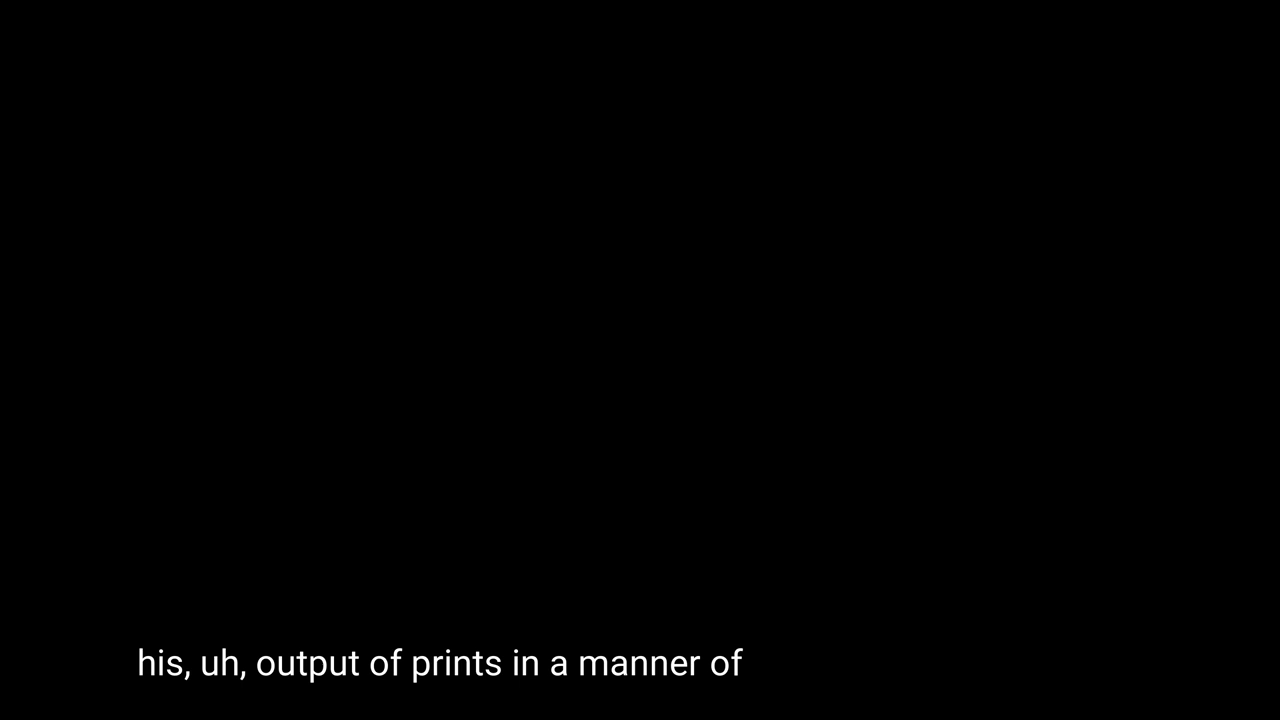 his, uh, output of prints in a manner of